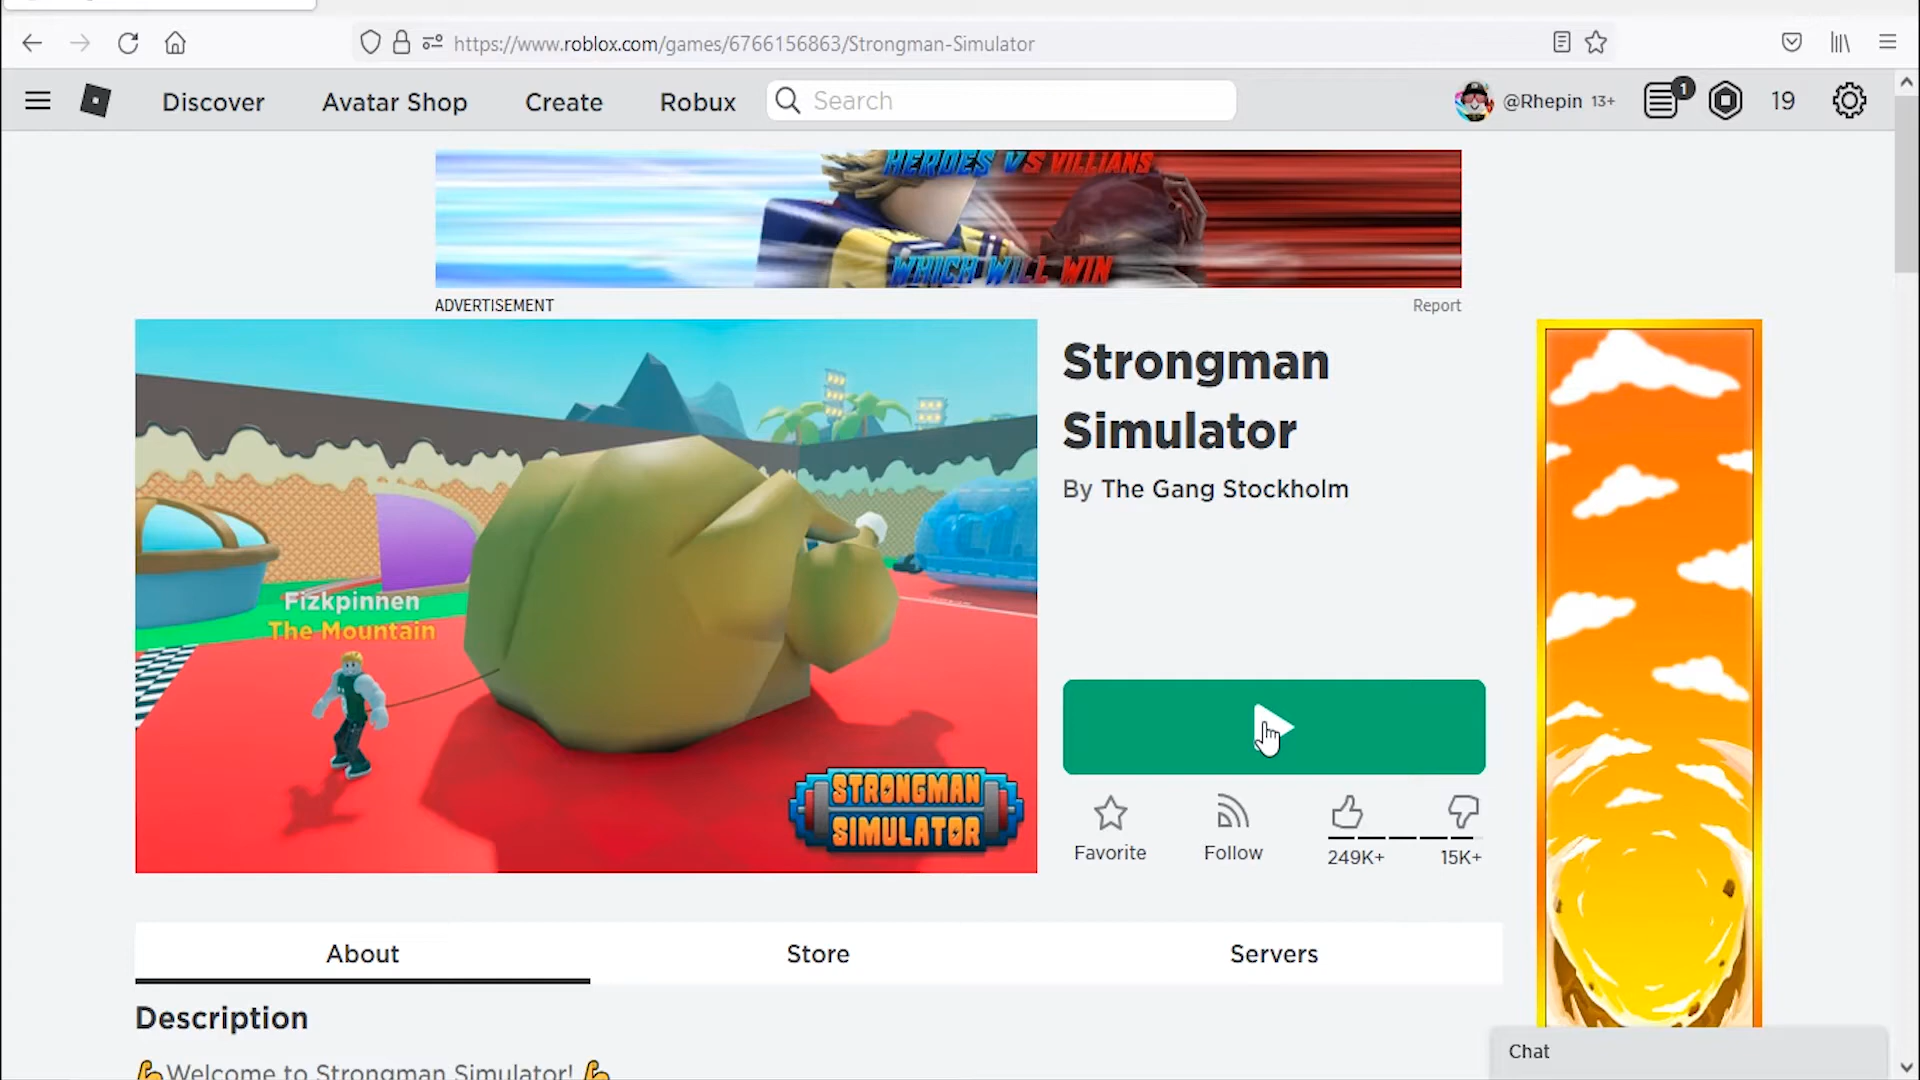 https://www.roblox.com/games/6766156863/Strongman-Simulator
Discover
Avatar Shop
Create
Robux
Search
@Rhepin 13+
1
19
HEROES VS VILLIANS
WHICH WILL WIN
ADVERTISEMENT
Report
Fizkpinnen
The Mountain
STRONGMAN
SIMULATOR
Strongman
Simulator
By The Gang Stockholm
Favorite
Follow
249K+
15K+
About
Store
Servers
Description
💪Welcome to Strongman Simulator! 💪
Chat